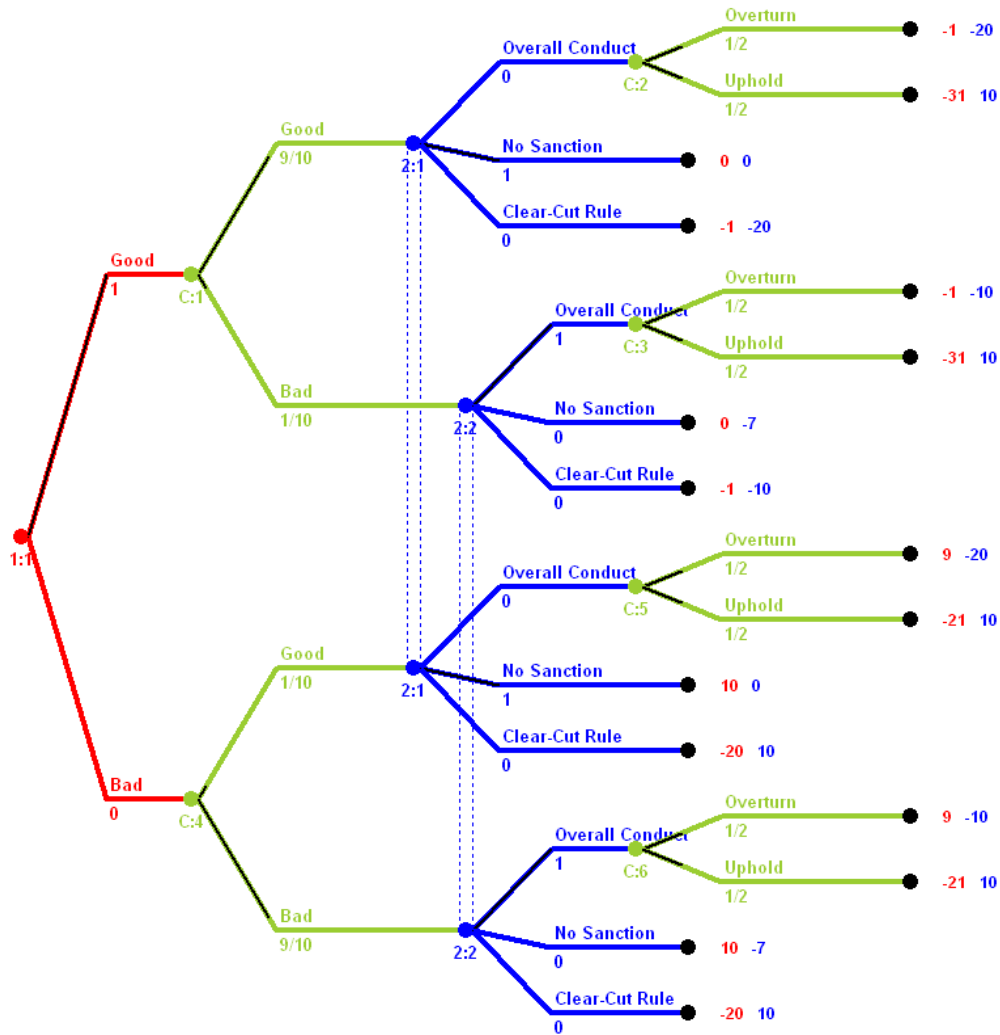 Overturn
-1 -20
1/2
Overall Conduct
0
C:2
Uphold
-31 10
1/2
Good
9/10
2:1
No Sanction
0 0
1
Clear-Cut Rule
-1 -20
0
Good
1
C:1
Overturn
-1 -10
1/2
Overall Conduct
1
C:3
Uphold
-31 10
1/2
Bad
1/10
2:2
No Sanction
0 -7
0
Clear-Cut Rule
-1 -10
0
1:1
Overturn
9 -20
1/2
Overall Conduct
0
C:5
Uphold
-21 10
1/2
Good
1/10
2:1
No Sanction
10 0
1
Clear-Cut Rule
-20 10
0
Bad
0
C:4
Overturn
9 -10
1/2
Overall Conduct
1
C:6
Uphold
-21 10
1/2
Bad
9/10
2:2
No Sanction
10 -7
0
Clear-Cut Rule
-20 10
0